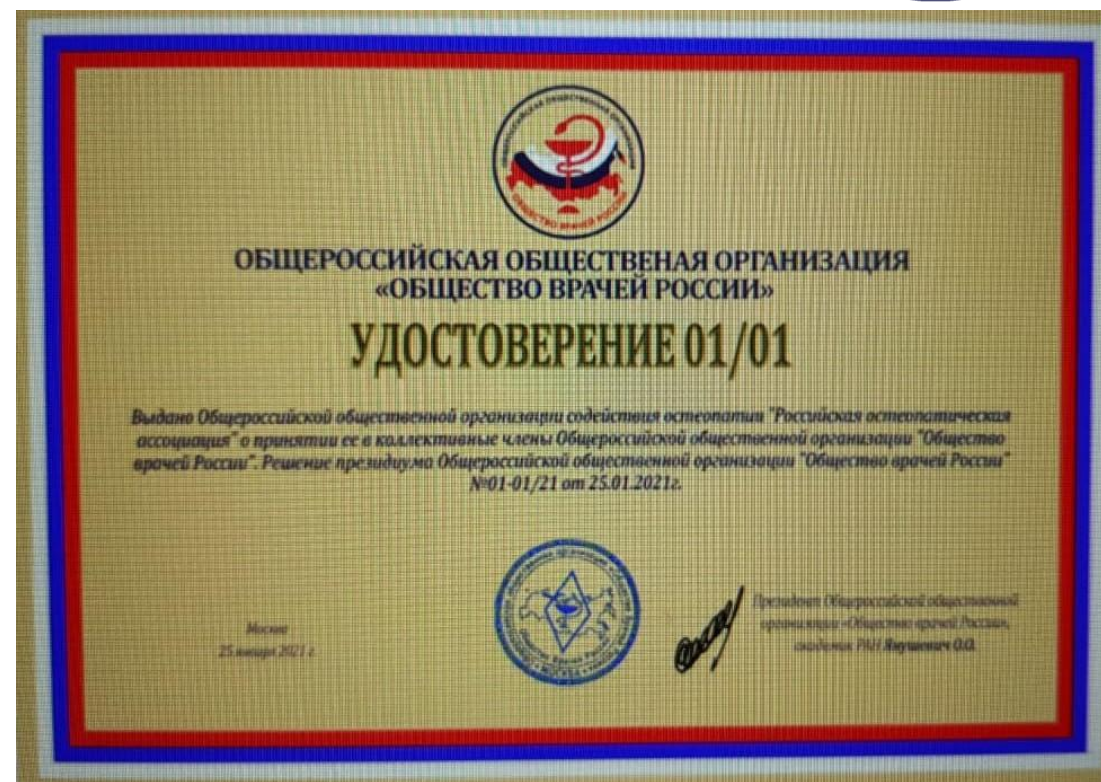 ОБЩЕСТВО ВРАЧЕЙ РОССИИ
ОБЩЕРОССИЙСКАЯ ОБЩЕСТВЕНАЯ ОРГАНИЗАЦИЯ
«ОБЩЕСТВО ВРАЧЕЙ РОССИИ»
УДОСТОВЕРЕНИЕ 01/01
Выдано Общероссийской общественной организации содействия остеопатии "Российская остеопатическая
ассоциация" о принятии ее в коллективные члены Общероссийской общественной организации "Общество
врачей России". Решение президиума Общероссийской общественной организации "Общество врачей России"
№01-01/21 от 25.01.2021г.
Москва
25 января 2021 г.
Президент Общероссийской общественной
организации «Общество врачей России»,
академик РАН Янушевич О.О.